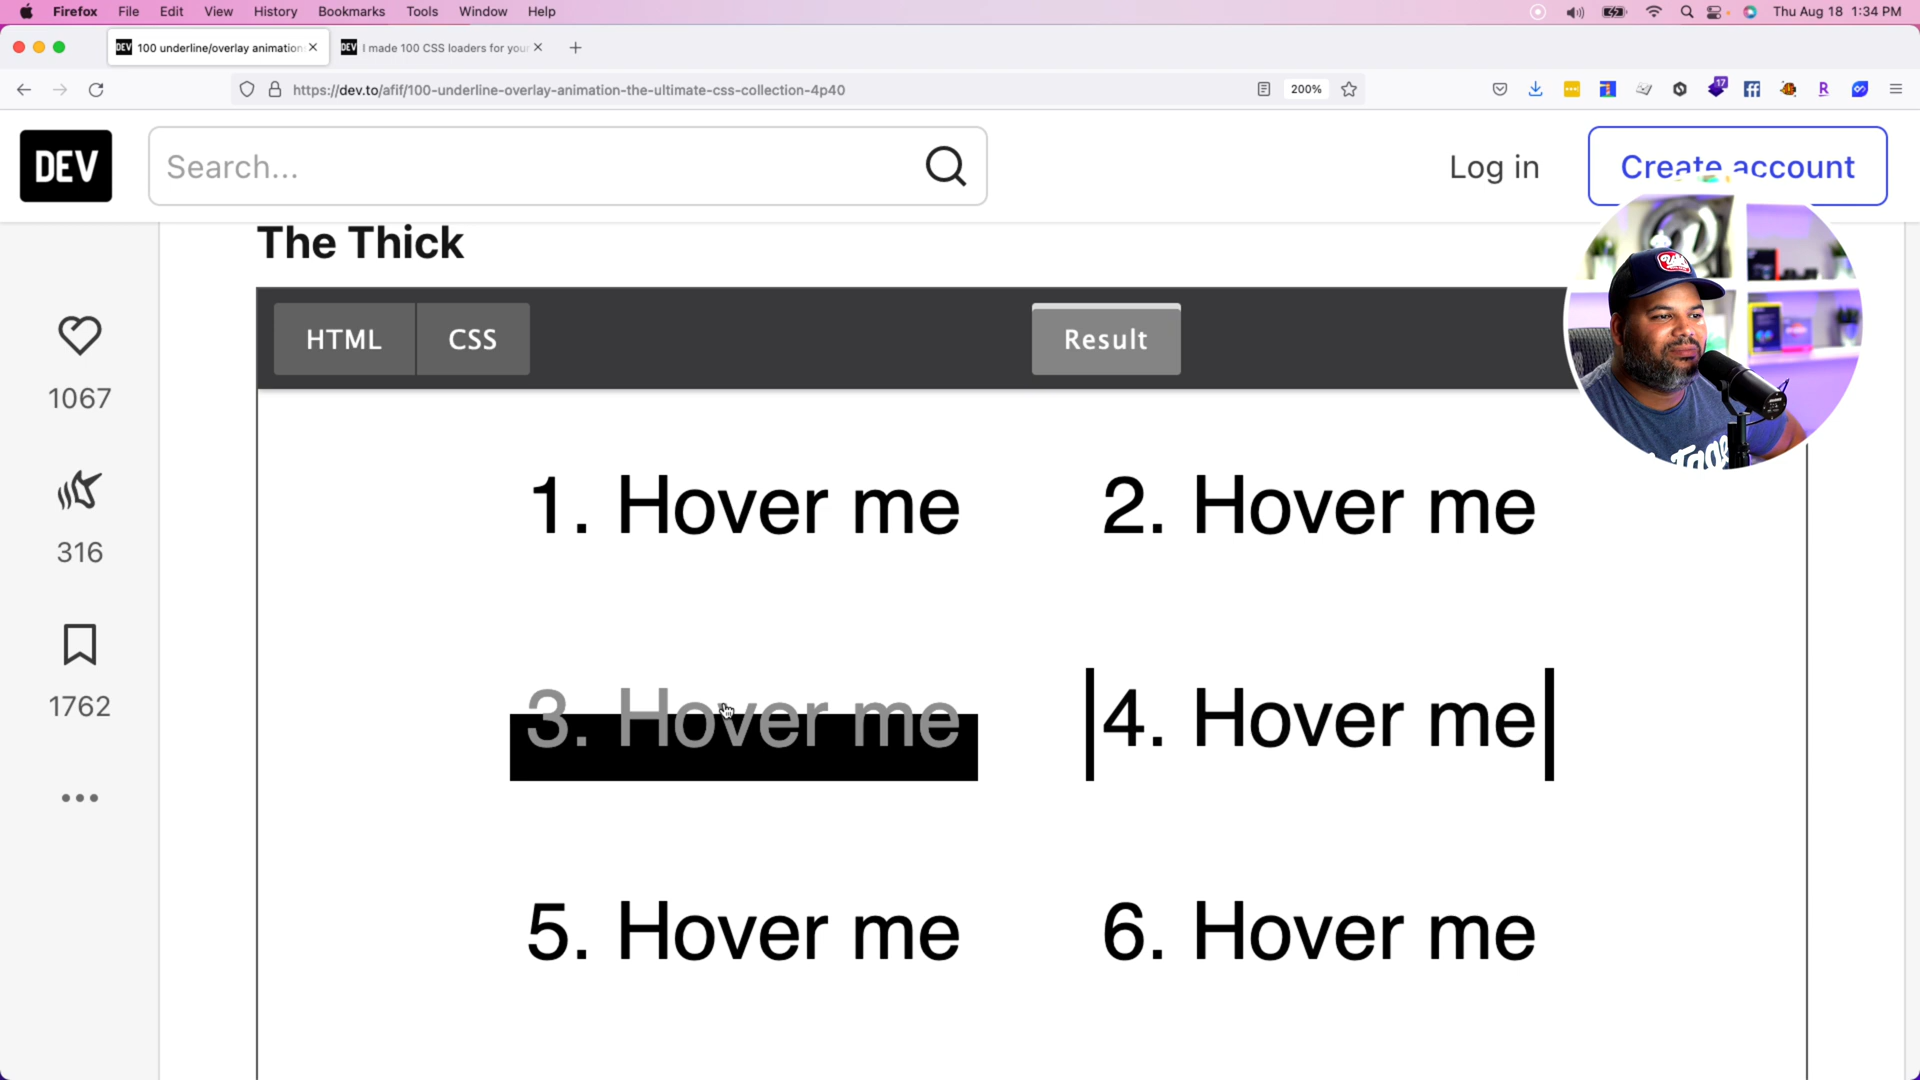 Firefox File Edit View History Bookmarks Tools Window Help Thu Aug 18 1:34 PM
DEV 100 underline/overlay animation DEV I made 100 CSS loaders for your
https://dev.to/afif/100-underline-overlay-animation-the-ultimate-css-collection-4p40 200% 17
DEV Search... Log in Create account
The Thick
HTML CSS Result
1067
316
1762
1. Hover me 2. Hover me
3. Hover me 4. Hover me
5. Hover me 6. Hover me